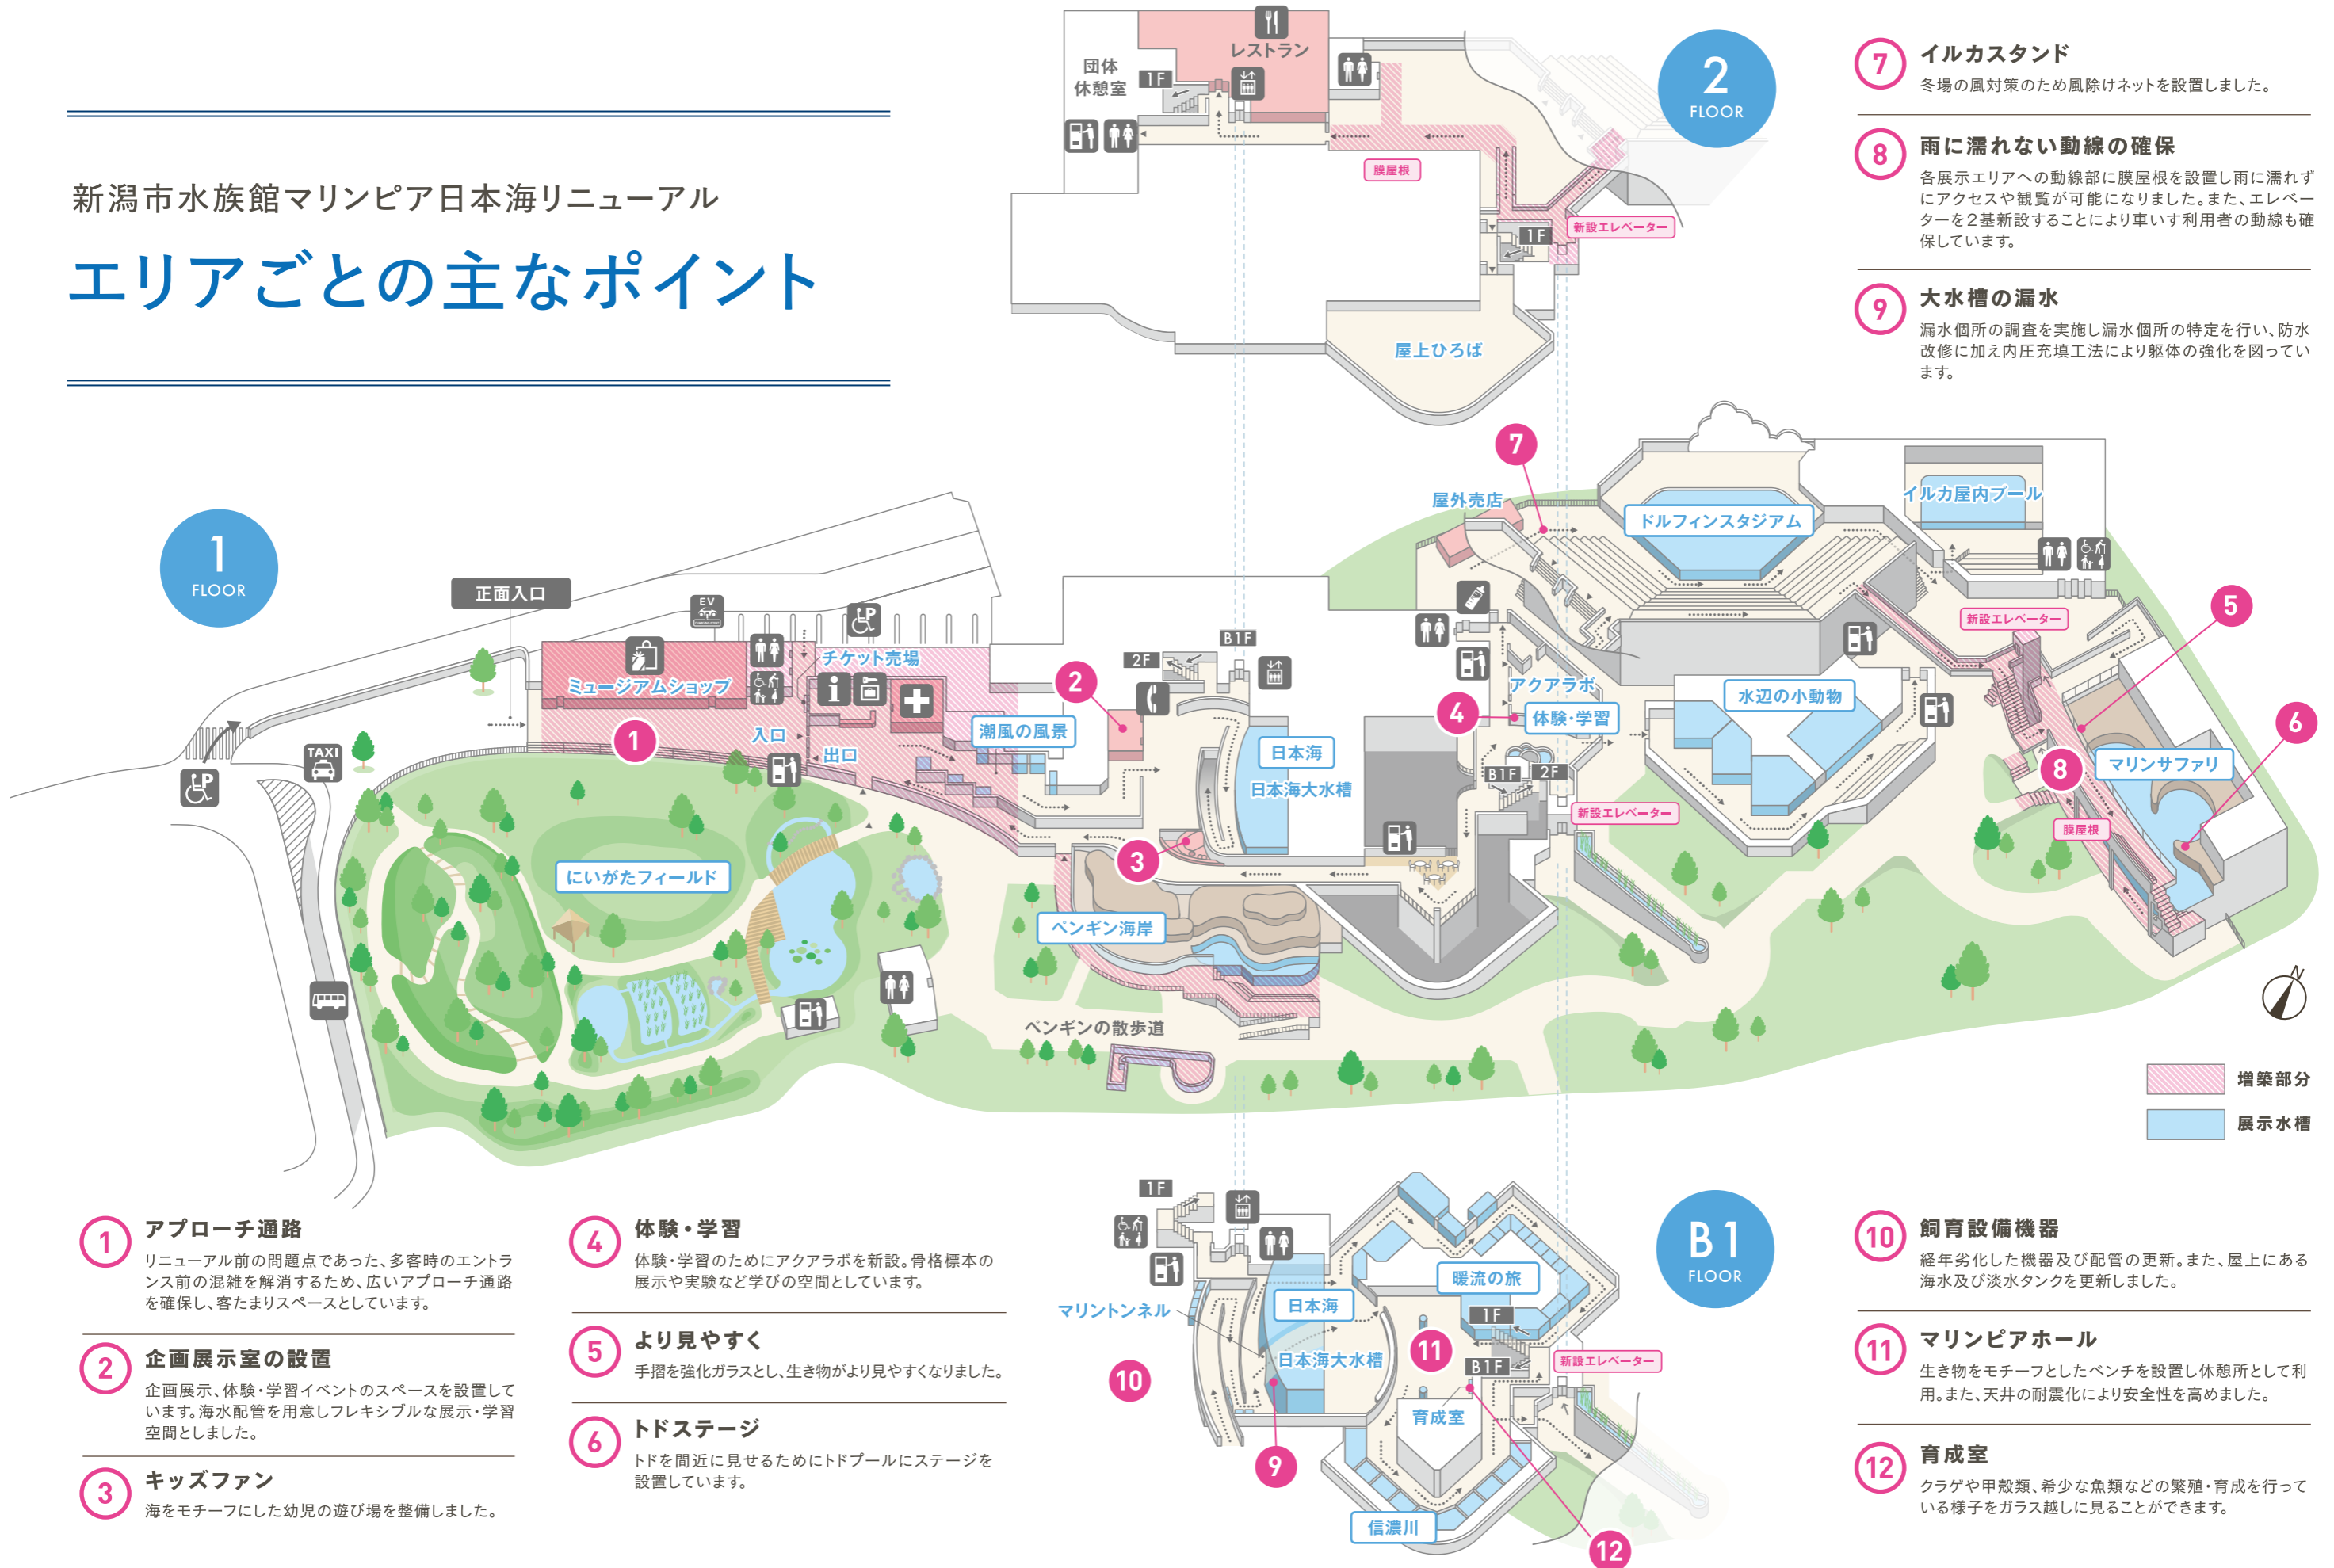 新潟市水族館マリンピア日本海リニューアル
エリアごとの主なポイント
2
FLOOR
団体
休憩室
1F
レストラン
膜屋根
新設エレベーター
1F
屋上ひろば
7
イルカスタンド
冬場の風対策のため風除けネットを設置しました。
8
雨に濡れない動線の確保
各展示エリアへの動線部に膜屋根を設置し雨に濡れず
にアクセスや観覧が可能になりました。また、エレベー
ターを2基新設することにより車いす利用者の動線も確
保しています。
9
大水槽の漏水
漏水個所の調査を実施し漏水個所の特定を行い、防水
改修に加え内圧充填工法により躯体の強化を図ってい
ます。
1
FLOOR
正面入口
EV
P
ミュージアムショップ
チケット売場
i
入口
出口
潮風の風景
1
2
2F
B1F
日本海
日本海大水槽
3
TAXI
P
にいがたフィールド
ペンギン海岸
ペンギンの散歩道
7
屋外売店
ドルフィンスタジアム
イルカ屋内プール
アクアラボ
4
体験・学習
B1F
2F
新設エレベーター
水辺の小動物
新設エレベーター
5
6
8
マリンサファリ
膜屋根
N
増築部分
展示水槽
1
アプローチ通路
リニューアル前の問題点であった、多客時のエントラ
ンス前の混雑を解消するため、広いアプローチ通路
を確保し、客たまりスペースとしています。
2
企画展示室の設置
企画展示、体験・学習イベントのスペースを設置して
います。海水配管を用意しフレキシブルな展示・学習
空間としました。
3
キッズファン
海をモチーフにした幼児の遊び場を整備しました。
4
体験・学習
体験・学習のためにアクアラボを新設。骨格標本の
展示や実験など学びの空間としています。
5
より見やすく
手摺を強化ガラスとし、生き物がより見やすくなりました。
6
トドステージ
トドを間近に見せるためにトドプールにステージを
設置しています。
B1
FLOOR
1F
マリントンネル
日本海
日本海大水槽
暖流の旅
1F
11
B1F
新設エレベーター
育成室
10
9
信濃川
12
10
飼育設備機器
経年劣化した機器及び配管の更新。また、屋上にある
海水及び淡水タンクを更新しました。
11
マリンピアホール
生き物をモチーフとしたベンチを設置し休憩所として利
用。また、天井の耐震化により安全性を高めました。
12
育成室
クラゲや甲殻類、希少な魚類などの繁殖・育成を行って
いる様子をガラス越しに見ることができます。